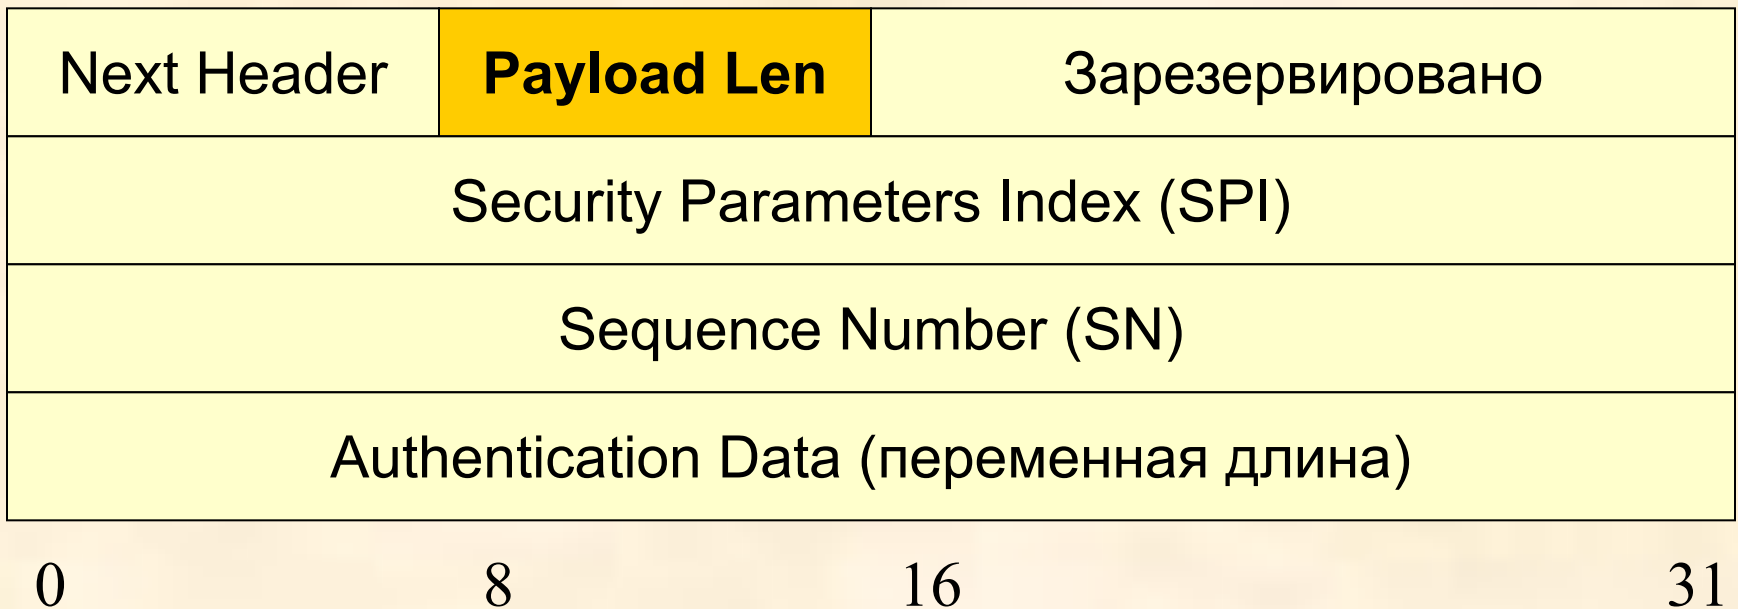 Next Header Payload Len Зарезервировано
Security Parameters Index (SPI)
Sequence Number (SN)
Authentication Data (переменная длина)
0 8 16 31